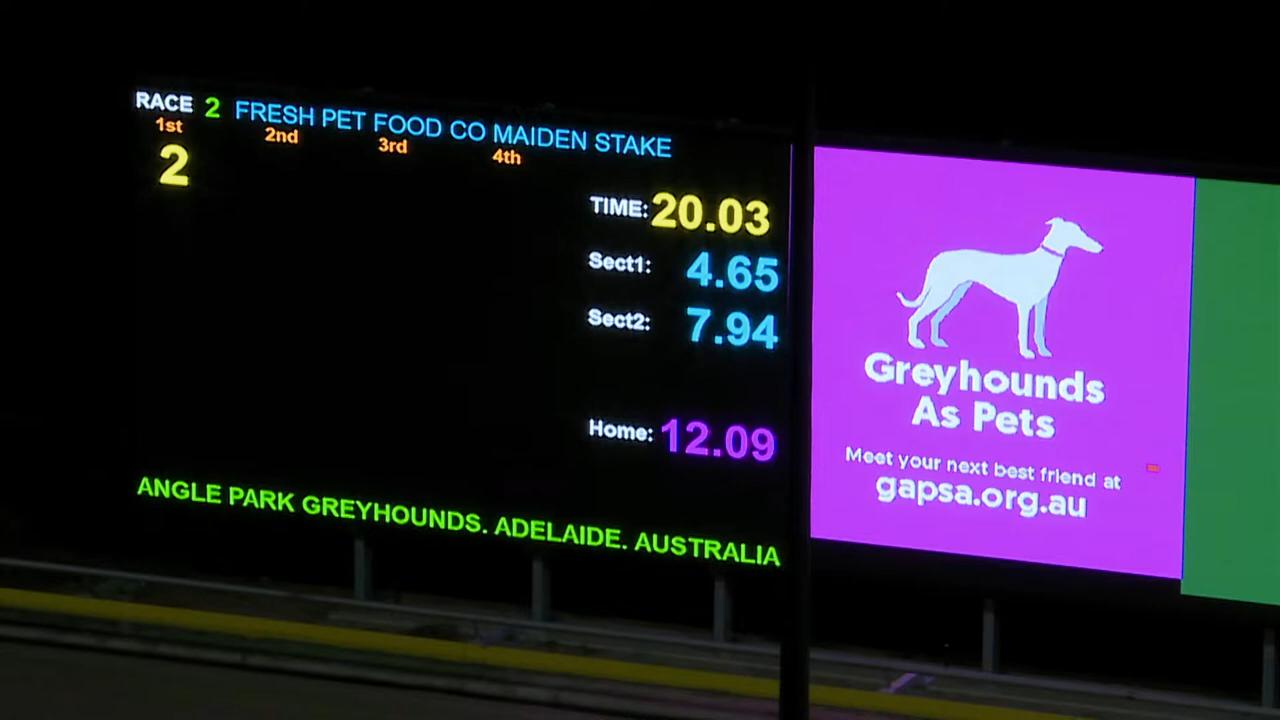 RACE 2 FRESH PET FOOD CO MAIDEN STAKE
1st 2nd 3rd 4th
2
TIME: 20.03
Sect1: 4.65
Sect2: 7.94
Home: 12.09
ANGLE PARK GREYHOUNDS. ADELAIDE. AUSTRALIA
Greyhounds
As Pets
Meet your next best friend at
gapsa.org.au